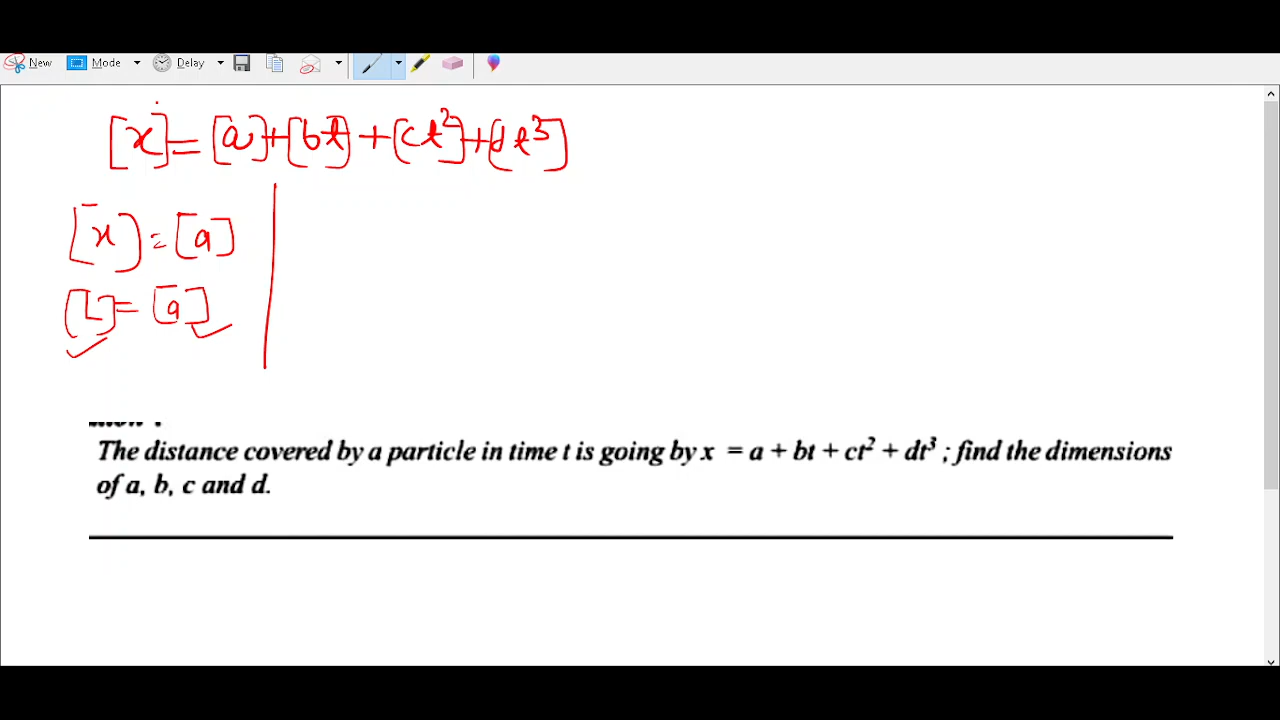 New Mode Delay
[x] = [a] + [bt] + [ct²] + [dt³]
[x] = [a]
[L] = [a]
The distance covered by a particle in time t is going by x = a + bt + ct² + dt³ ; find the dimensions
of a, b, c and d.